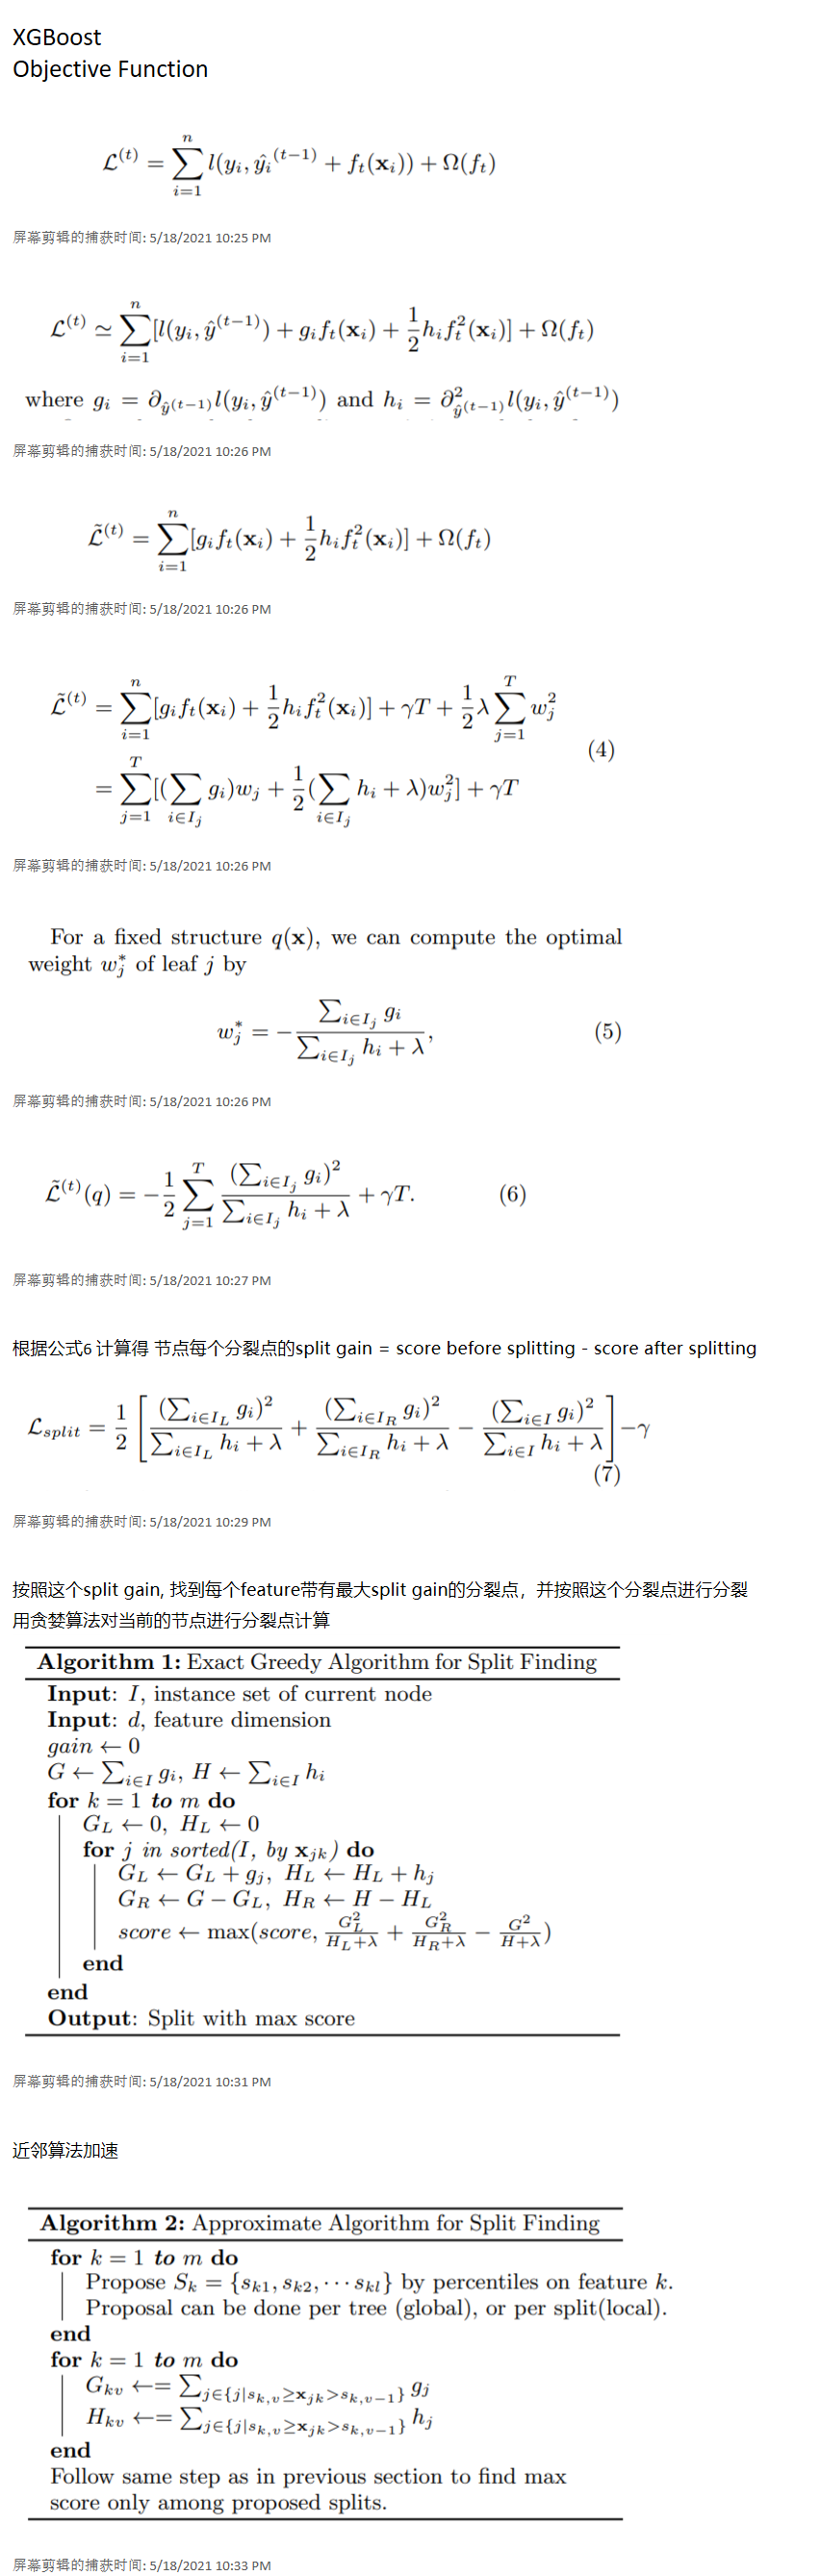 XGBoost
Objective Function
$\mathcal{L}^{(t)} = \sum_{i=1}^{n} l(y_i, \hat{y_i}^{(t-1)} + f_t(\mathbf{x}_i)) + \Omega(f_t)$
屏幕剪辑的捕获时间: 5/18/2021 10:25 PM
$\mathcal{L}^{(t)} \simeq \sum_{i=1}^{n} [l(y_i, \hat{y}^{(t-1)}) + g_i f_t(\mathbf{x}_i) + \frac{1}{2} h_i f_t^2(\mathbf{x}_i)] + \Omega(f_t)$
where $g_i = \partial_{\hat{y}^{(t-1)}} l(y_i, \hat{y}^{(t-1)})$ and $h_i = \partial^2_{\hat{y}^{(t-1)}} l(y_i, \hat{y}^{(t-1)})$
屏幕剪辑的捕获时间: 5/18/2021 10:26 PM
$\tilde{\mathcal{L}}^{(t)} = \sum_{i=1}^{n} [g_i f_t(\mathbf{x}_i) + \frac{1}{2} h_i f_t^2(\mathbf{x}_i)] + \Omega(f_t)$
屏幕剪辑的捕获时间: 5/18/2021 10:26 PM
$\tilde{\mathcal{L}}^{(t)} = \sum_{i=1}^{n} [g_i f_t(\mathbf{x}_i) + \frac{1}{2} h_i f_t^2(\mathbf{x}_i)] + \gamma T + \frac{1}{2} \lambda \sum_{j=1}^{T} w_j^2$
$= \sum_{j=1}^{T} [(\sum_{i \in I_j} g_i) w_j + \frac{1}{2} (\sum_{i \in I_j} h_i + \lambda) w_j^2] + \gamma T$ (4)
屏幕剪辑的捕获时间: 5/18/2021 10:26 PM
For a fixed structure $q(\mathbf{x})$, we can compute the optimal
weight $w_j^*$ of leaf $j$ by
$w_j^* = -\frac{\sum_{i \in I_j} g_i}{\sum_{i \in I_j} h_i + \lambda},$ (5)
屏幕剪辑的捕获时间: 5/18/2021 10:26 PM
$\tilde{\mathcal{L}}^{(t)}(q) = -\frac{1}{2} \sum_{j=1}^{T} \frac{(\sum_{i \in I_j} g_i)^2}{\sum_{i \in I_j} h_i + \lambda} + \gamma T.$ (6)
屏幕剪辑的捕获时间: 5/18/2021 10:27 PM
根据公式6 计算得 节点每个分裂点的split gain = score before splitting - score after splitting
$\mathcal{L}_{split} = \frac{1}{2} \left[ \frac{(\sum_{i \in I_L} g_i)^2}{\sum_{i \in I_L} h_i + \lambda} + \frac{(\sum_{i \in I_R} g_i)^2}{\sum_{i \in I_R} h_i + \lambda} - \frac{(\sum_{i \in I} g_i)^2}{\sum_{i \in I} h_i + \lambda} \right] - \gamma$
(7)
屏幕剪辑的捕获时间: 5/18/2021 10:29 PM
按照这个split gain, 找到每个feature带有最大split gain的分裂点，并按照这个分裂点进行分裂
用贪婪算法对当前的节点进行分裂点计算
Algorithm 1: Exact Greedy Algorithm for Split Finding
Input: $I$, instance set of current node
Input: $d$, feature dimension
$gain \leftarrow 0$
$G \leftarrow \sum_{i \in I} g_i$, $H \leftarrow \sum_{i \in I} h_i$
for $k = 1$ to $m$ do
$G_L \leftarrow 0,\ H_L \leftarrow 0$
for $j$ in sorted($I$, by $\mathbf{x}_{jk}$) do
$G_L \leftarrow G_L + g_j,\ H_L \leftarrow H_L + h_j$
$G_R \leftarrow G - G_L,\ H_R \leftarrow H - H_L$
$score \leftarrow \max(score, \frac{G_L^2}{H_L + \lambda} + \frac{G_R^2}{H_R + \lambda} - \frac{G^2}{H + \lambda})$
end
end
Output: Split with max score
屏幕剪辑的捕获时间: 5/18/2021 10:31 PM
近邻算法加速
Algorithm 2: Approximate Algorithm for Split Finding
for $k = 1$ to $m$ do
Propose $S_k = \{s_{k1}, s_{k2}, \cdots s_{kl}\}$ by percentiles on feature $k$.
Proposal can be done per tree (global), or per split(local).
end
for $k = 1$ to $m$ do
$G_{kv} \leftarrow= \sum_{j \in \{j | s_{k,v} \geq \mathbf{x}_{jk} > s_{k,v-1}\}} g_j$
$H_{kv} \leftarrow= \sum_{j \in \{j | s_{k,v} \geq \mathbf{x}_{jk} > s_{k,v-1}\}} h_j$
end
Follow same step as in previous section to find max
score only among proposed splits.
屏幕剪辑的捕获时间: 5/18/2021 10:33 PM